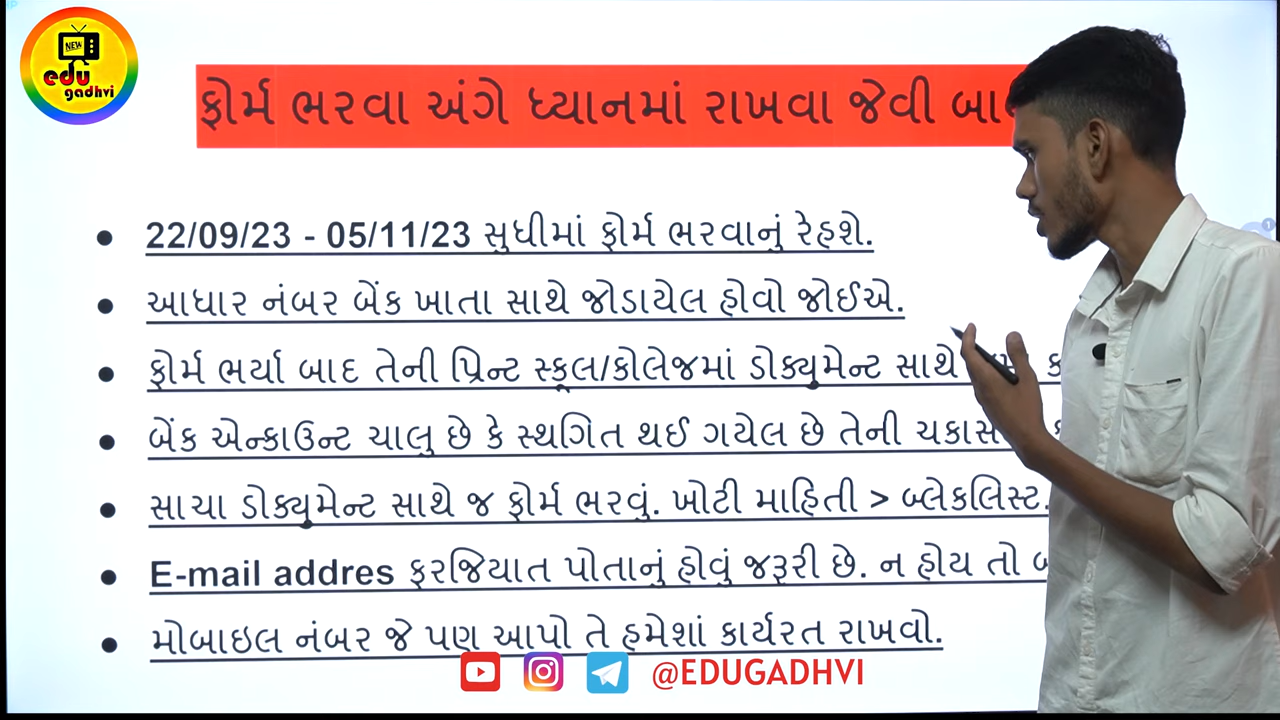 NEW
edu
gadhvi
ફોર્મ ભરવા અંગે ધ્યાનમાં રાખવા જેવી
22/09/23 - 05/11/23 સુધીમાં ફોર્મ ભરવાનું રેહશે.
આધાર નંબર બેંક ખાતા સાથે જોડાયેલ હોવો જોઈએ.
ફોર્મ ભર્યા બાદ તેની પ્રિન્ટ સ્કૂલ/કોલેજમાં ડોક્યુમેન્ટ સાથે
બેંક એન્કાઉન્ટ ચાલુ છે કે સ્થગિત થઈ ગયેલ છે તેની
સાચા ડોક્યુમેન્ટ સાથે જ ફોર્મ ભરવું. ખોટી માહિતી > બ્લેકલિસ્ટ.
E-mail addres ફરજિયાત પોતાનું હોવું જરૂરી છે. ન હોય તો
મોબાઇલ નંબર જે પણ આપો તે હમેશાં કાર્યરત રાખવો.
@EDUGADHVI